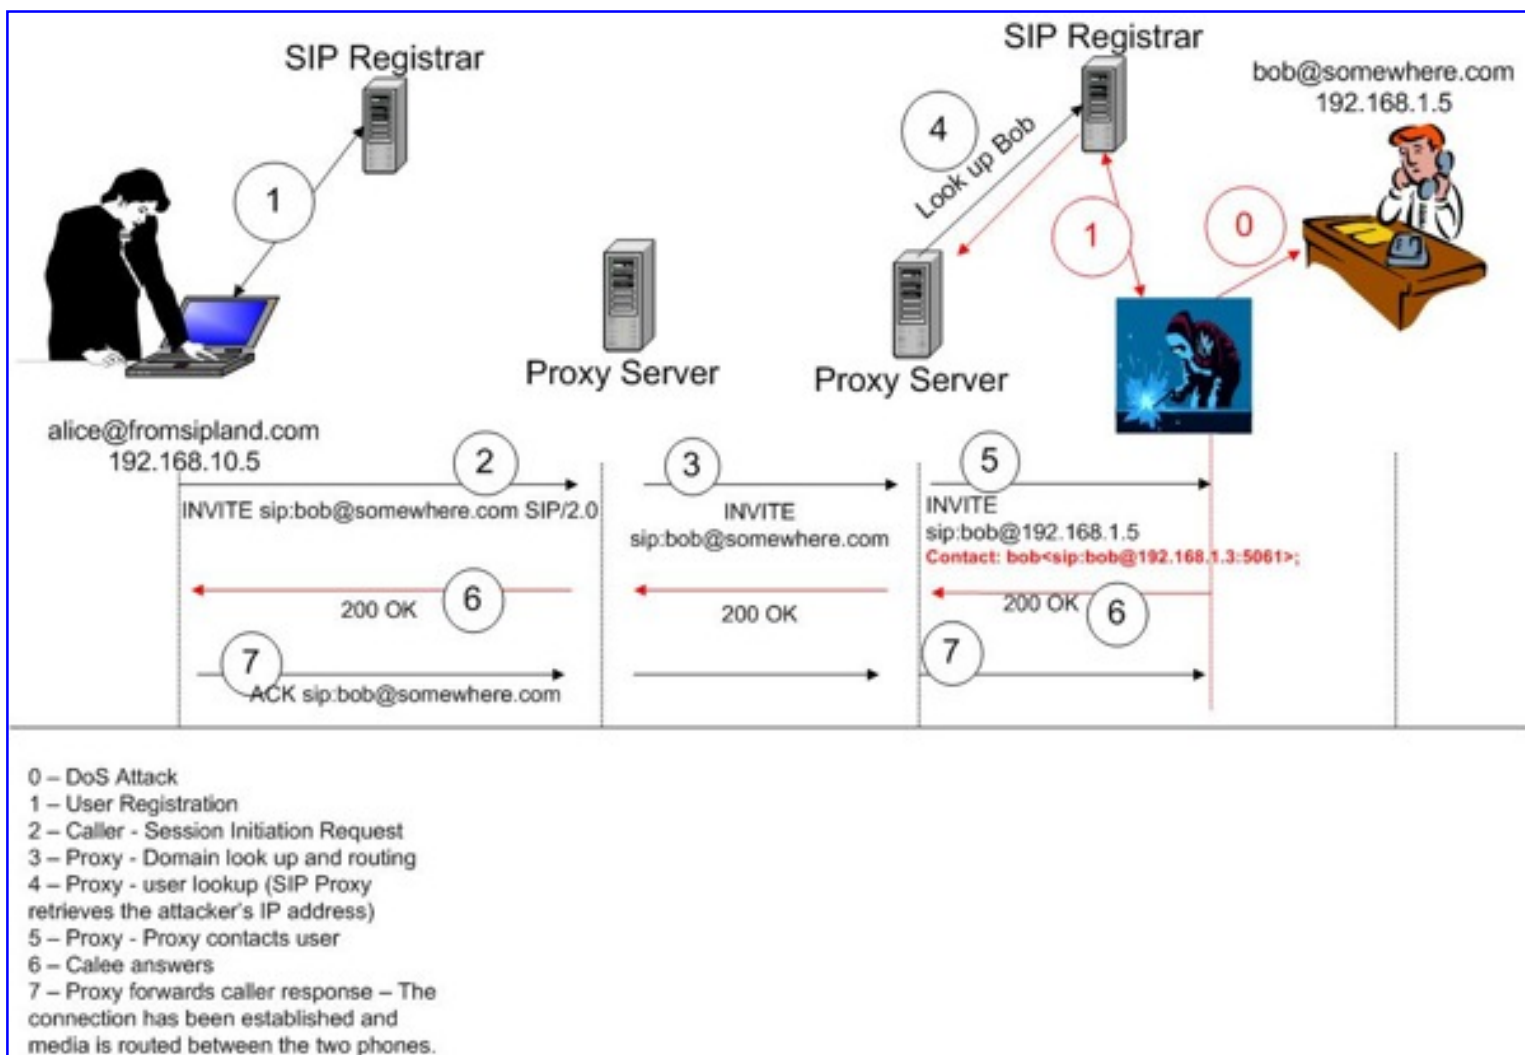 SIP Registrar
SIP Registrar
bob@somewhere.com
192.168.1.5
4
Look up Bob
1
1
0
Proxy Server
Proxy Server
alice@fromsipland.com
192.168.10.5
2
3
5
INVITE sip:bob@somewhere.com SIP/2.0
INVITE
sip:bob@somewhere.com
INVITE
sip:bob@192.168.1.5
Contact: bob<sip:bob@192.168.1.3:5061>;
200 OK
6
200 OK
200 OK
6
7
ACK sip:bob@somewhere.com
7
0 – DoS Attack
1 – User Registration
2 – Caller - Session Initiation Request
3 – Proxy - Domain look up and routing
4 – Proxy - user lookup (SIP Proxy
retrieves the attacker's IP address)
5 – Proxy - Proxy contacts user
6 – Calee answers
7 – Proxy forwards caller response – The
connection has been established and
media is routed between the two phones.